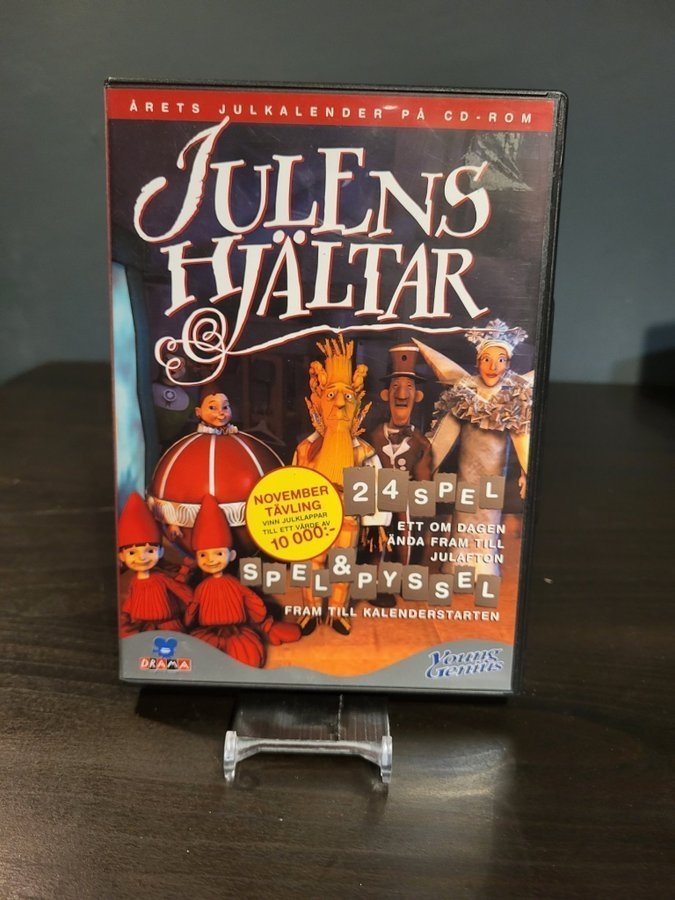 ÅRETS JULKALENDER PÅ CD-ROM
JULENS
HJÄLTAR
NOVEMBER
TÄVLING
VINN JULKLAPPAR
TILL ETT VÄRDE AV
10 000:-
24 SPEL
ETT OM DAGEN
ÄNDA FRAM TILL
JULAFTON
SPEL & PYSSEL
FRAM TILL KALENDERSTARTEN
DRAMA
Young
Genius